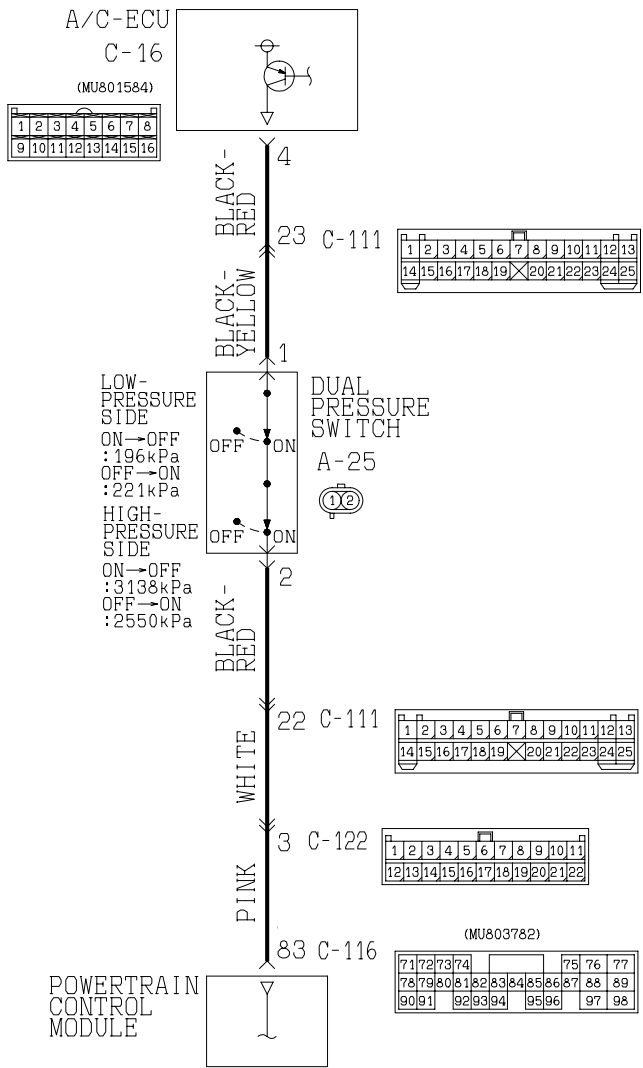 A/C-ECU
C-16
(MU801584)
1 2 3 4 5 6 7 8
9 10 11 12 13 14 15 16
4
BLACK-
RED
23 C-111
1 2 3 4 5 6 7 8 9 10 11 12 13
14 15 16 17 18 19 20 21 22 23 24 25
BLACK-
YELLOW
1
LOW-
PRESSURE
SIDE
ON→OFF
:196kPa
OFF→ON
:221kPa
OFF ON
DUAL
PRESSURE
SWITCH
A-25
1 2
HIGH-
PRESSURE
SIDE
ON→OFF
:3138kPa
OFF→ON
:2550kPa
OFF ON
2
BLACK-
RED
22 C-111
1 2 3 4 5 6 7 8 9 10 11 12 13
14 15 16 17 18 19 20 21 22 23 24 25
WHITE
3 C-122
1 2 3 4 5 6 7 8 9 10 11
12 13 14 15 16 17 18 19 20 21 22
PINK
83 C-116
(MU803782)
71 72 73 74 75 76 77
78 79 80 81 82 83 84 85 86 87 88 89
90 91 92 93 94 95 96 97 98
POWERTRAIN
CONTROL
MODULE